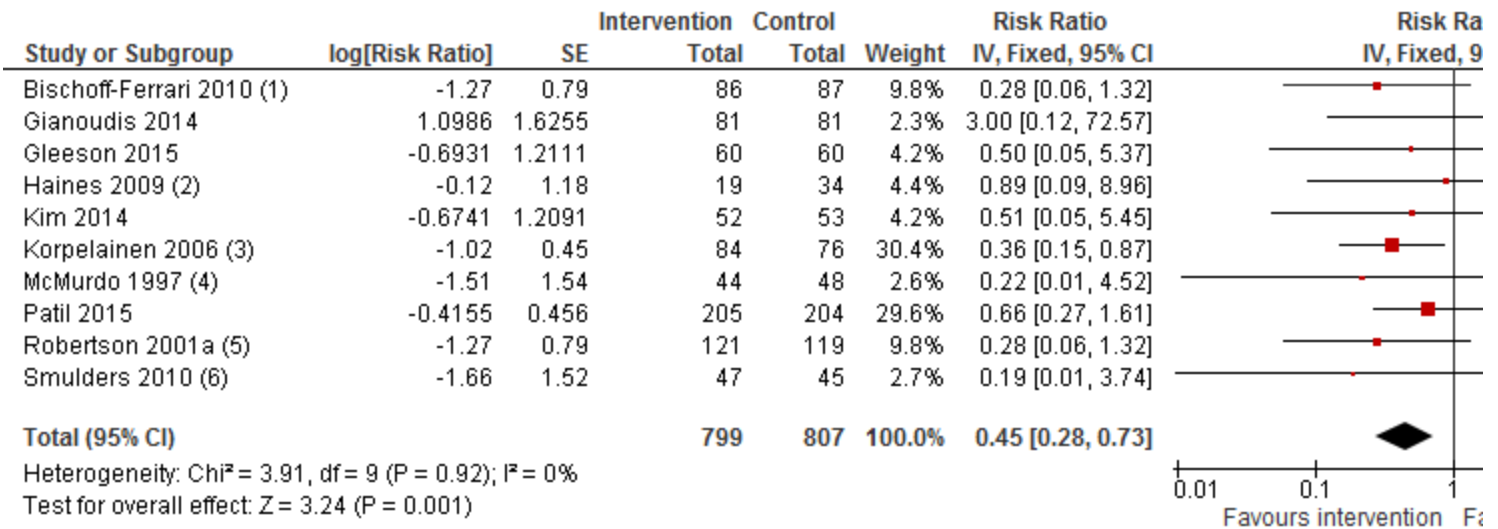 Intervention Control Risk Ratio Risk Ra
Study or Subgroup log[Risk Ratio] SE Total Total Weight IV, Fixed, 95% CI IV, Fixed, 9
Bischoff-Ferrari 2010 (1) -1.27 0.79 86 87 9.8% 0.28 [0.06, 1.32]
Gianoudis 2014 1.0986 1.6255 81 81 2.3% 3.00 [0.12, 72.57]
Gleeson 2015 -0.6931 1.2111 60 60 4.2% 0.50 [0.05, 5.37]
Haines 2009 (2) -0.12 1.18 19 34 4.4% 0.89 [0.09, 8.96]
Kim 2014 -0.6741 1.2091 52 53 4.2% 0.51 [0.05, 5.45]
Korpelainen 2006 (3) -1.02 0.45 84 76 30.4% 0.36 [0.15, 0.87]
McMurdo 1997 (4) -1.51 1.54 44 48 2.6% 0.22 [0.01, 4.52]
Patil 2015 -0.4155 0.456 205 204 29.6% 0.66 [0.27, 1.61]
Robertson 2001a (5) -1.27 0.79 121 119 9.8% 0.28 [0.06, 1.32]
Smulders 2010 (6) -1.66 1.52 47 45 2.7% 0.19 [0.01, 3.74]
Total (95% CI) 799 807 100.0% 0.45 [0.28, 0.73]
Heterogeneity: Chi² = 3.91, df = 9 (P = 0.92); I² = 0%
Test for overall effect: Z = 3.24 (P = 0.001)
0.01 0.1 1
Favours intervention Fa